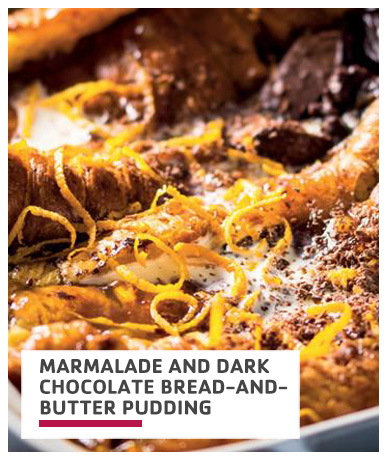 MARMALADE AND DARK
CHOCOLATE BREAD-AND-
BUTTER PUDDING